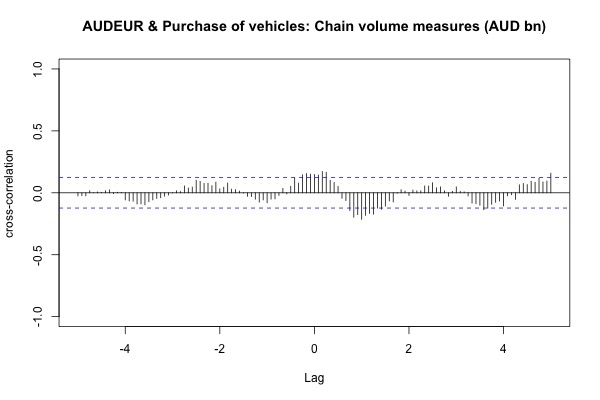 AUDEUR & Purchase of vehicles: Chain volume measures (AUD bn)
1.0
0.5
0.0
-0.5
-1.0
cross-correlation
-4 -2 0 2 4
Lag